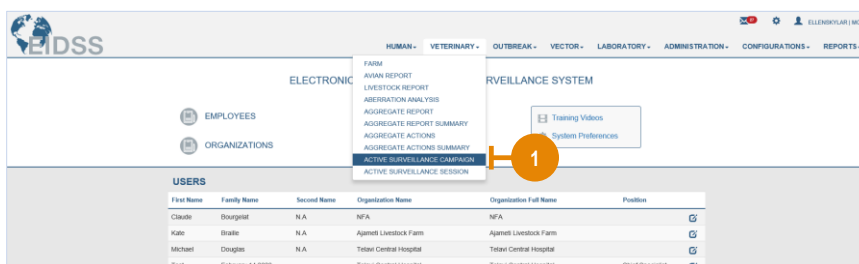 ELLENSKYLAR | MO
EIDSS
HUMAN VETERINARY OUTBREAK VECTOR LABORATORY ADMINISTRATION CONFIGURATIONS REPORTS
FARM
ELECTRONIC RVEILLANCE SYSTEM
AVIAN REPORT
LIVESTOCK REPORT
ABERRATION ANALYSIS
AGGREGATE REPORT
AGGREGATE REPORT SUMMARY
AGGREGATE ACTIONS
AGGREGATE ACTIONS SUMMARY
ACTIVE SURVEILLANCE CAMPAIGN
ACTIVE SURVEILLANCE SESSION
EMPLOYEES
ORGANIZATIONS
Training Videos
System Preferences
1
USERS
First Name Family Name Second Name Organization Name Organization Full Name Position
Claude Bourgelat N.A NFA NFA
Kate Braille N.A Ajameti Livestock Farm Ajameti Livestock Farm
Michael Douglas N.A Telavi Central Hospital Telavi Central Hospital